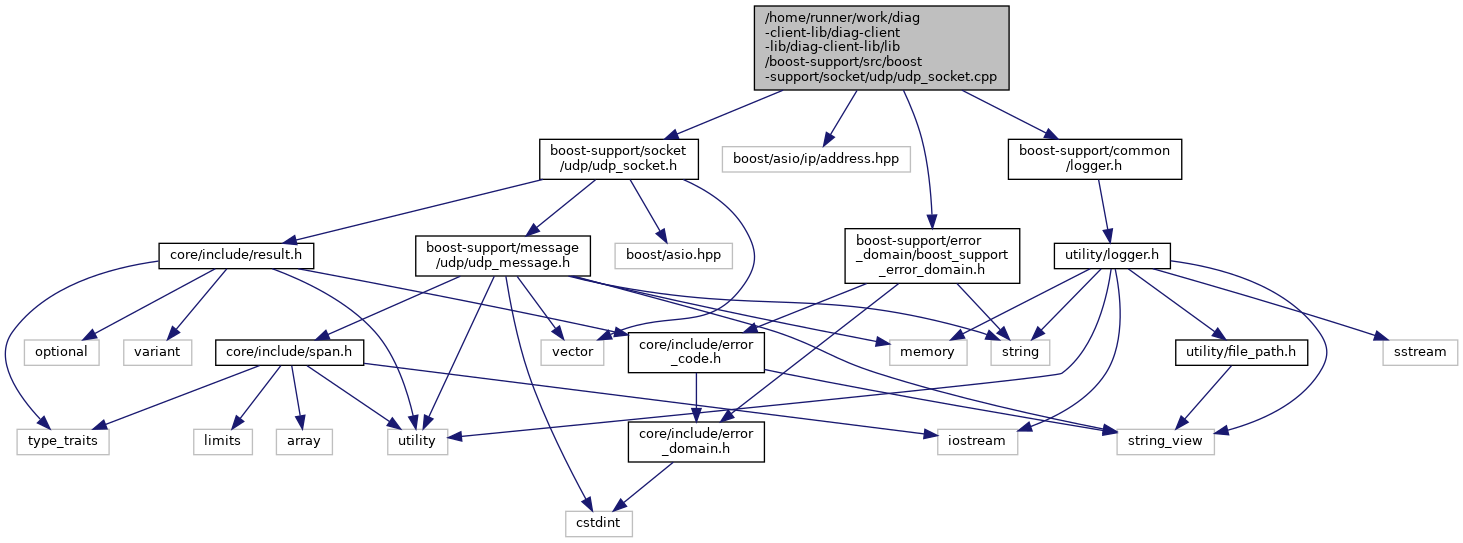 /home/runner/work/diag
-client-lib/diag-client
-lib/diag-client-lib/lib
/boost-support/src/boost
-support/socket/udp/udp_socket.cpp
boost-support/socket
/udp/udp_socket.h
boost/asio/ip/address.hpp
boost-support/common
/logger.h
core/include/result.h
boost-support/message
/udp/udp_message.h
boost/asio.hpp
boost-support/error
_domain/boost_support
_error_domain.h
utility/logger.h
optional
variant
core/include/span.h
vector
core/include/error
_code.h
memory
string
utility/file_path.h
sstream
type_traits
limits
array
utility
core/include/error
_domain.h
iostream
string_view
cstdint